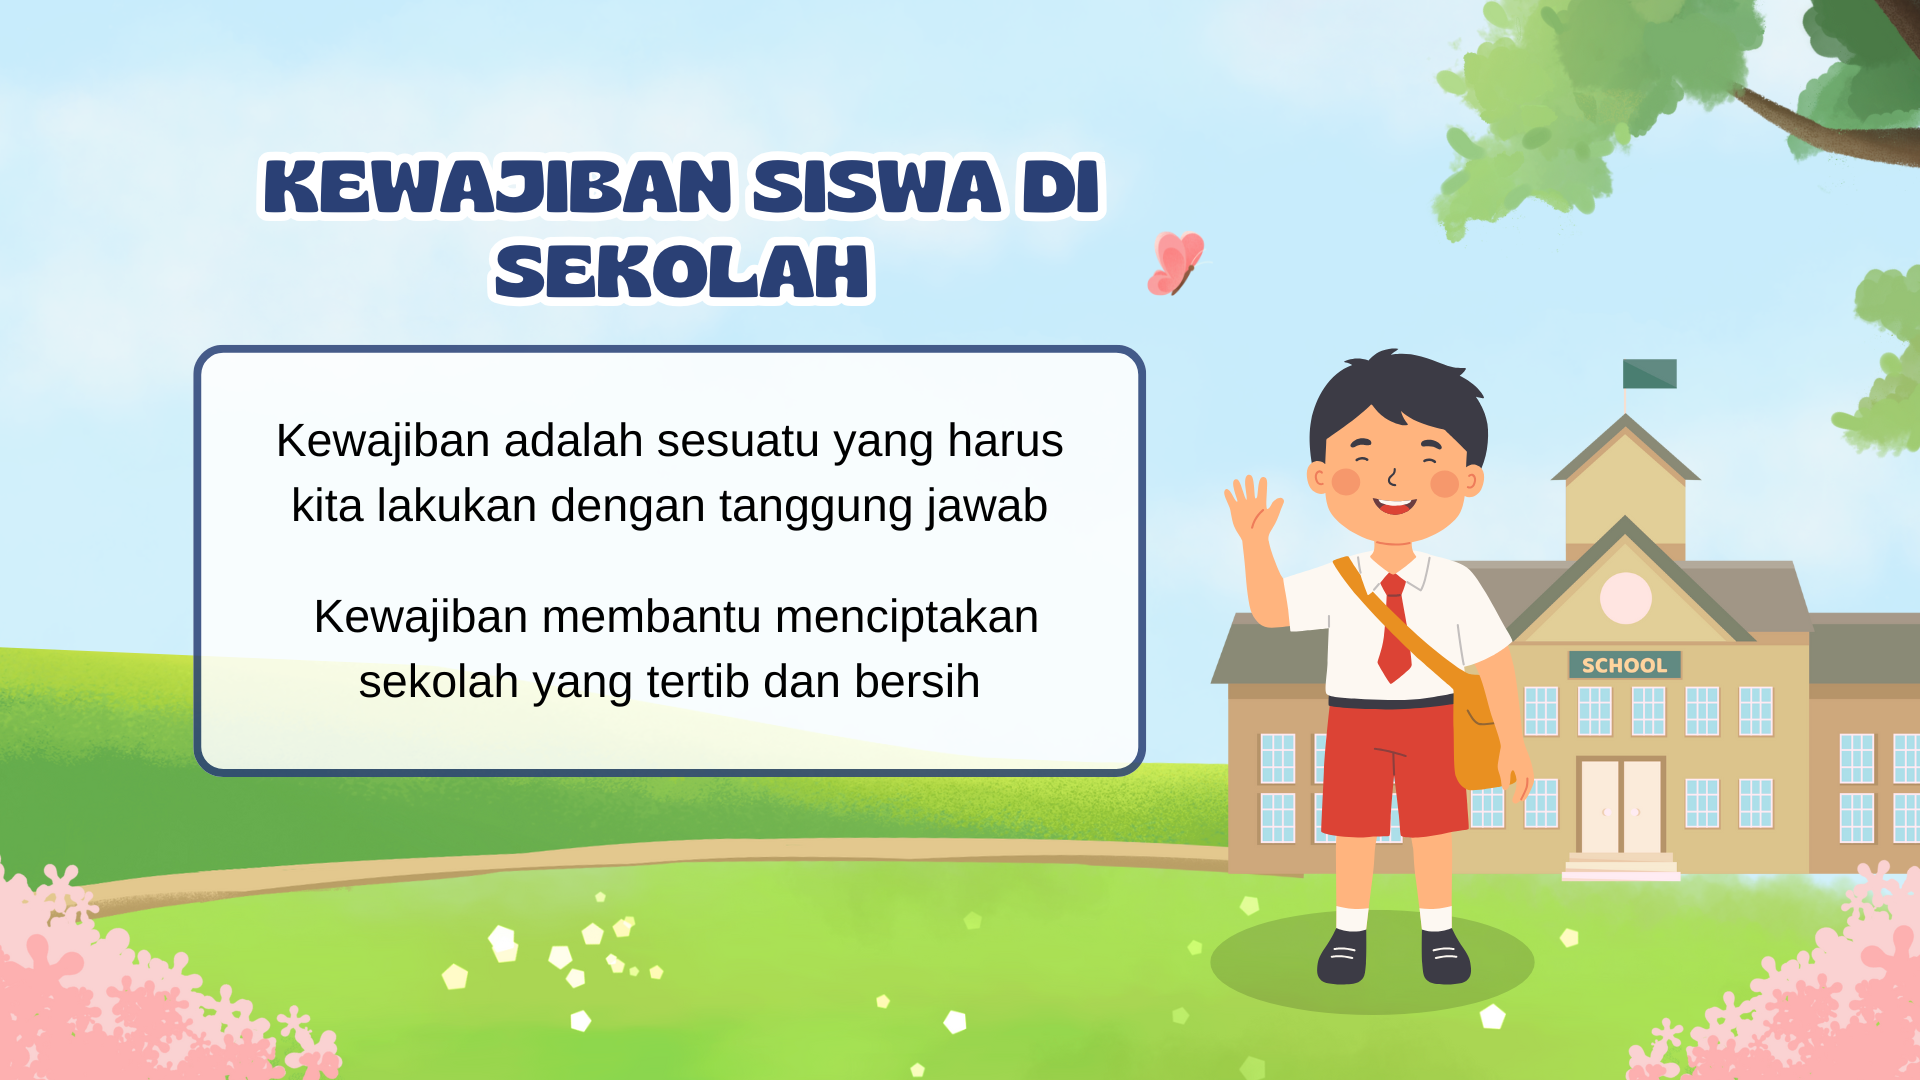 KEWAJIBAN SISWA DI
SEKOLAH
Kewajiban adalah sesuatu yang harus
kita lakukan dengan tanggung jawab
Kewajiban membantu menciptakan
sekolah yang tertib dan bersih
SCHOOL